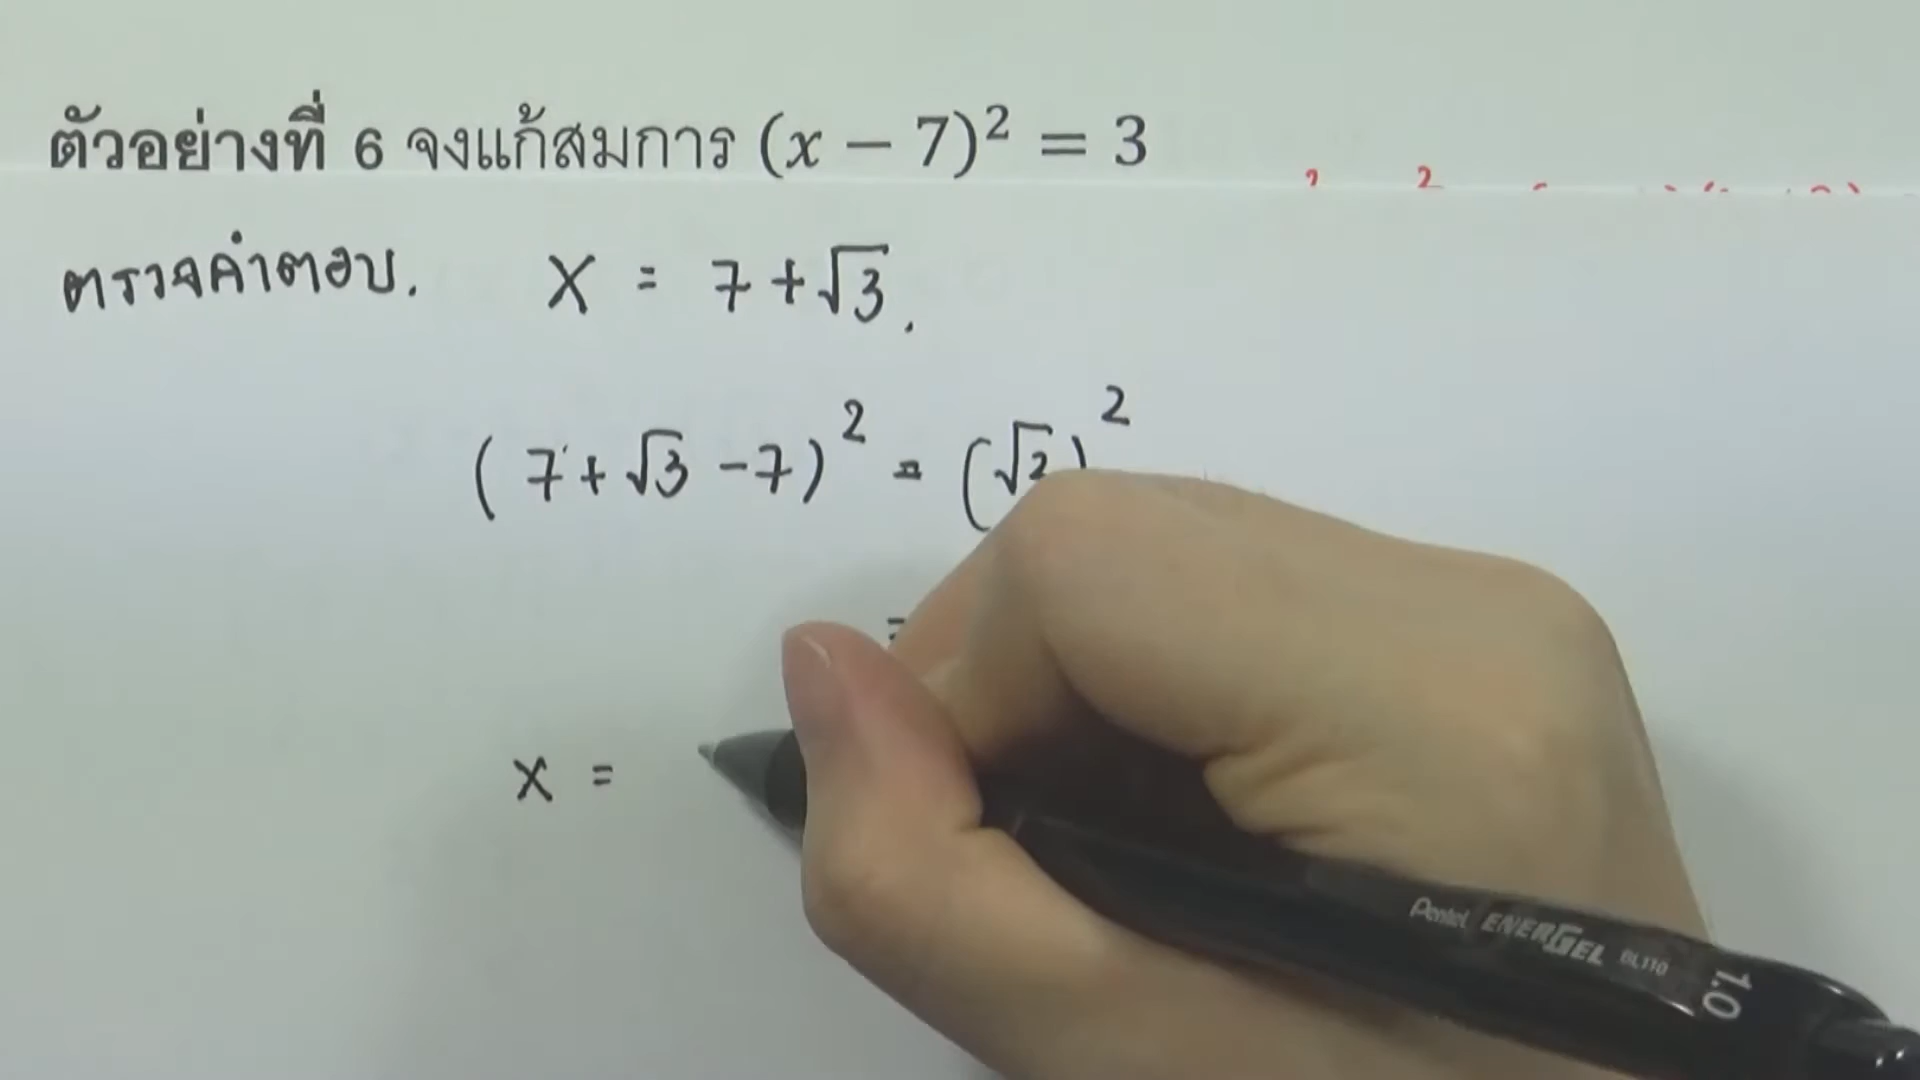 ตัวอย่างที่ 6 จงแก้สมการ (x − 7)² = 3
ตรวจคำตอบ. X = 7 + √3.
(7 + √3 − 7)² = (√3)²
=
X =
Pentel ENERGEL BL110 1.0